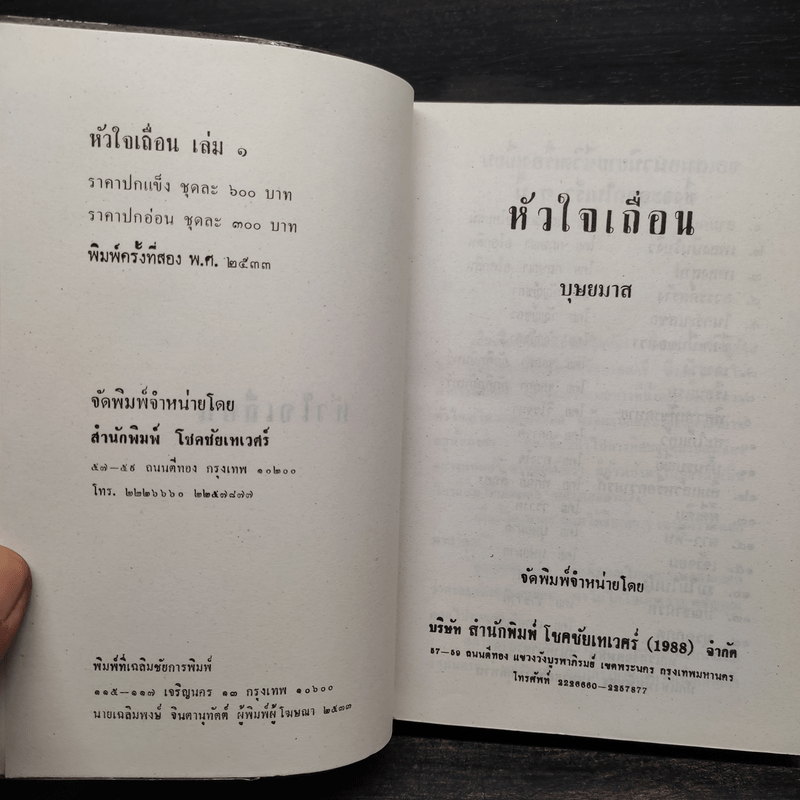 หัวใจเถื่อน เล่ม ๑
ราคาปกแข็ง ชุดละ ๖๐๐ บาท
ราคาปกอ่อน ชุดละ ๓๐๐ บาท
พิมพ์ครั้งที่สอง พ.ศ. ๒๕๓๓
จัดพิมพ์จำหน่ายโดย
สำนักพิมพ์ โชคชัยเทเวศร์
๕๗-๕๙ ถนนตีทอง กรุงเทพ ๑๐๒๐๐
โทร. ๒๒๒๖๖๖๐ ๒๒๕๗๘๗๗
พิมพ์ที่เฉลิมชัยการพิมพ์
๑๑๕-๑๑๗ เจริญนคร ๑๓ กรุงเทพ ๑๐๖๐๐
นายเฉลิมพงษ์ จินดานุทัตต์ ผู้พิมพ์ผู้โฆษณา ๒๕๓๓
หัวใจเถื่อน
บุษยมาส
จัดพิมพ์จำหน่ายโดย
บริษัท สำนักพิมพ์ โชคชัยเทเวศร์ (1988) จำกัด
57-59 ถนนตีทอง แขวงวังบูรพาภิรมย์ เขตพระนคร กรุงเทพมหานคร
โทรศัพท์ 2226660-2257877